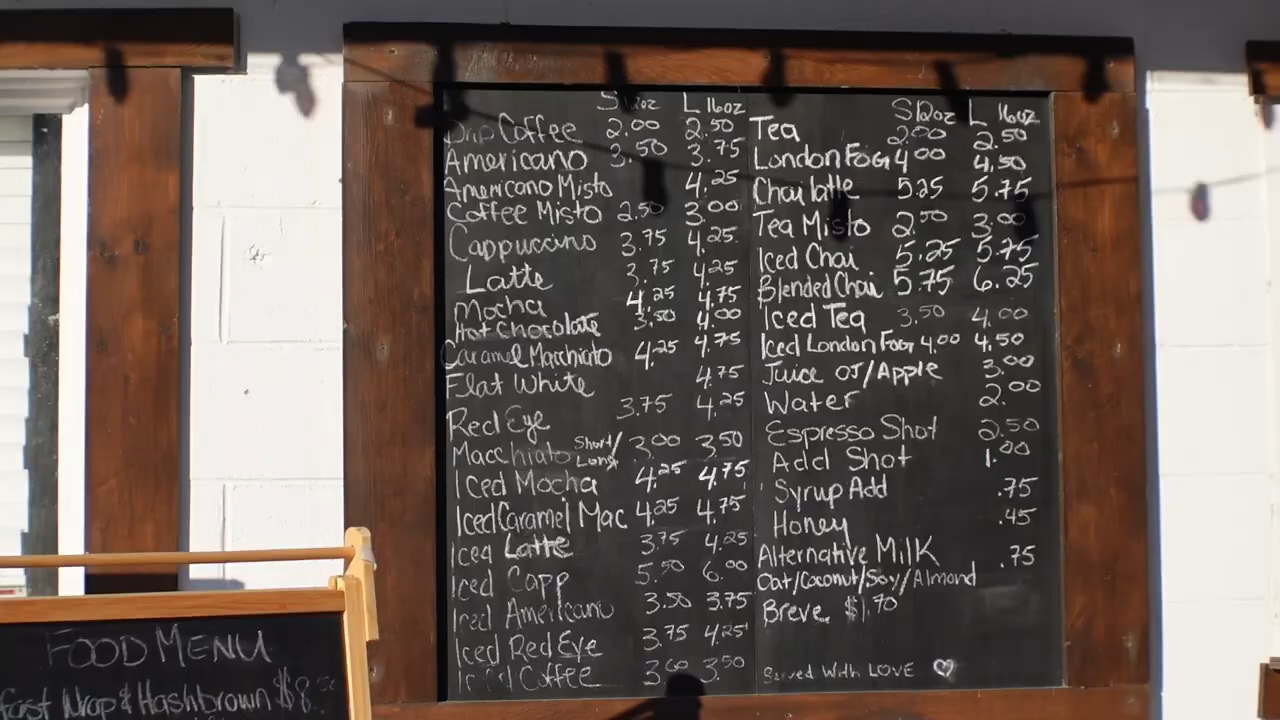 S 12oz L 16oz
Drip Coffee 2.00 2.50
Americano 3.50 3.75
Americano Misto 4.25
Coffee Misto 2.50 3.00
Cappuccino 3.75 4.25
Latte 3.75 4.25
Mocha 4.25 4.75
Hot Chocolate 3.50 4.00
Caramel Macchiato 4.25 4.75
Flat White 4.75
Red Eye 3.75 4.25
Macchiato Short/Long 3.00 3.50
Iced Mocha 4.25 4.75
Iced Caramel Mac 4.25 4.75
Iced Latte 3.75 4.25
Iced Capp 5.50 6.00
Iced Americano 3.50 3.75
Iced Red Eye 3.75 4.25
Iced Coffee 3.00 3.50
S 12oz L 16oz
Tea 2.00 2.50
London Fog 4.00 4.50
Chai latte 5.25 5.75
Tea Misto 2.50 3.00
Iced Chai 5.25 5.75
Blended Chai 5.75 6.25
Iced Tea 3.50 4.00
Iced London Fog 4.00 4.50
Juice OJ/Apple 3.00
Water 2.00
Espresso Shot 2.50
Add Shot 1.00
Syrup Add .75
Honey .45
Alternative Milk .75
Oat/Coconut/Soy/Almond
Breve $1.70
Served With LOVE
FOOD MENU
fast Wrap & Hashbrown $8